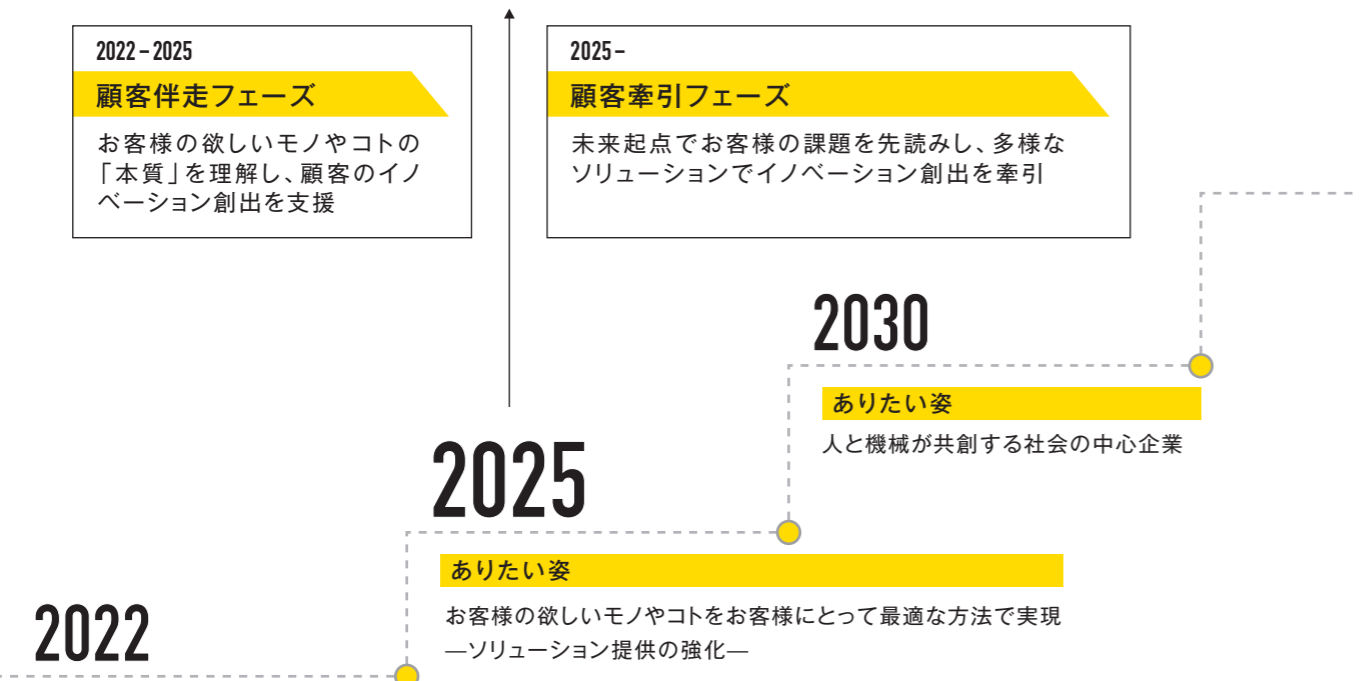 2022–2025
顧客伴走フェーズ
お客様の欲しいモノやコトの
「本質」を理解し、顧客のイノ
ベーション創出を支援
2025–
顧客牽引フェーズ
未来起点でお客様の課題を先読みし、多様な
ソリューションでイノベーション創出を牽引
2030
ありたい姿
人と機械が共創する社会の中心企業
2025
ありたい姿
お客様の欲しいモノやコトをお客様にとって最適な方法で実現
―ソリューション提供の強化―
2022